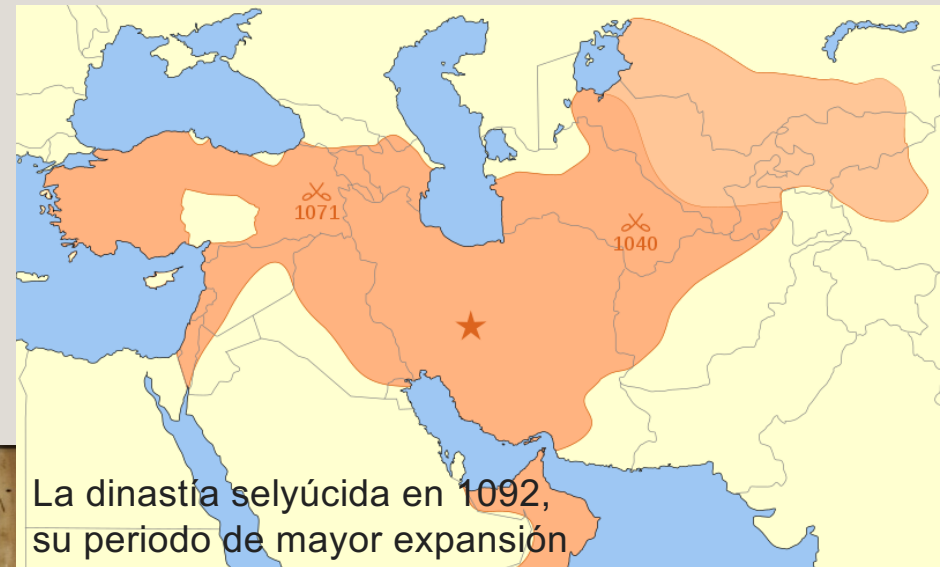 1071
1040
La dinastía selyúcida en 1092,
su periodo de mayor expansión